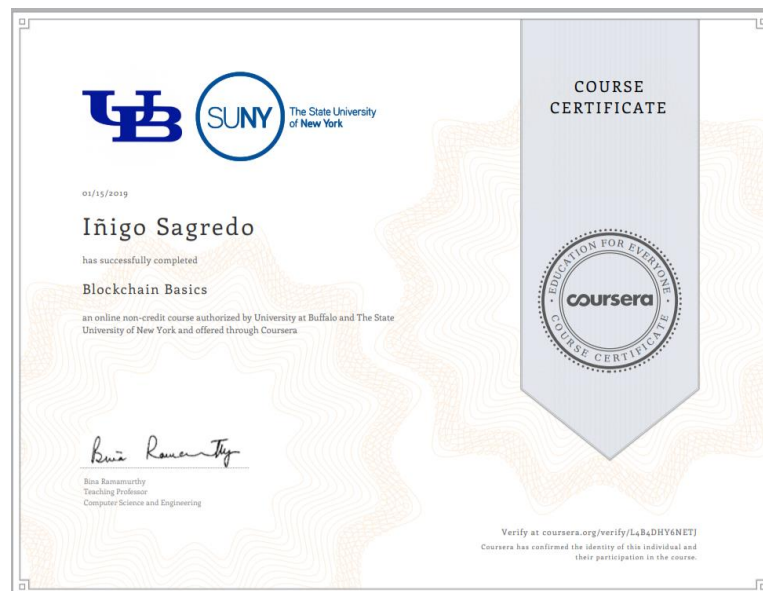 UB
SUNY
The State University
of New York
COURSE
CERTIFICATE
01/15/2019
Iñigo Sagredo
has successfully completed
Blockchain Basics
an online non-credit course authorized by University at Buffalo and The State
University of New York and offered through Coursera
EDUCATION FOR EVERYONE
coursera
COURSE CERTIFICATE
Bina Ramamurthy
Bina Ramamurthy
Teaching Professor
Computer Science and Engineering
Verify at coursera.org/verify/L4B4DHY6NETJ
Coursera has confirmed the identity of this individual and
their participation in the course.